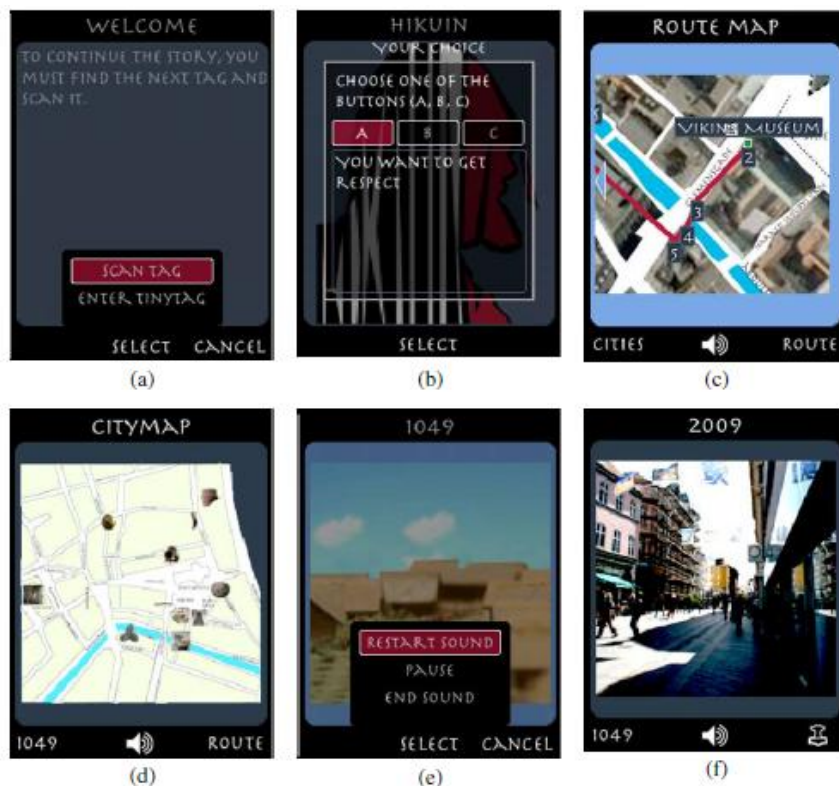 WELCOME
TO CONTINUE THE STORY, YOU
MUST FIND THE NEXT TAG AND
SCAN IT.
SCAN TAG
ENTER TINYTAG
SELECT CANCEL
(a)
HIKUIN
YOUR CHOICE
CHOOSE ONE OF THE
BUTTONS (A, B, C)
A B C
YOU WANT TO GET
RESPECT
SELECT
(b)
ROUTE MAP
VIKING MUSEUM
2
3
4
5
CITIES ROUTE
(c)
CITYMAP
1049 ROUTE
(d)
1049
RESTART SOUND
PAUSE
END SOUND
SELECT CANCEL
(e)
2009
1049
(f)